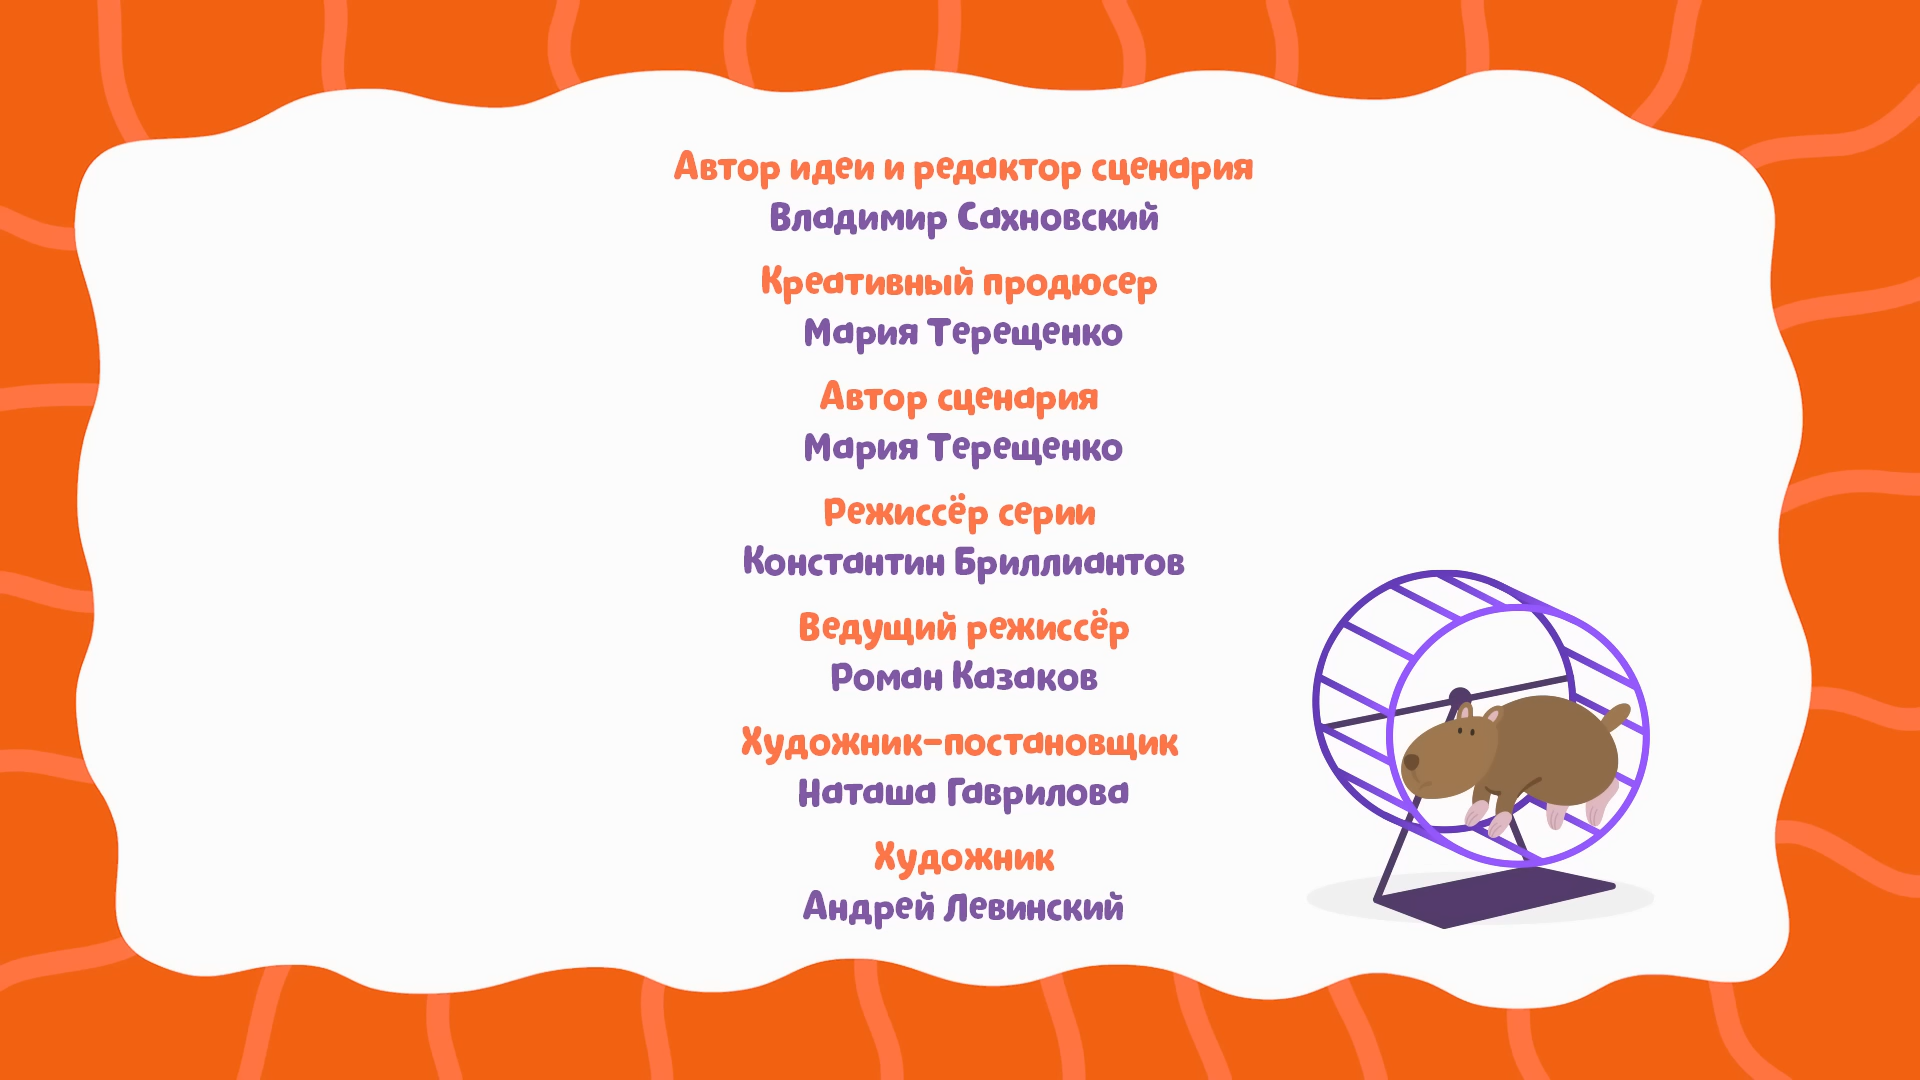 Автор идеи и редактор сценария
Владимир Сахновский
Креативный продюсер
Мария Терещенко
Автор сценария
Мария Терещенко
Режиссёр серии
Константин Бриллиантов
Ведущий режиссёр
Роман Казаков
Художник-постановщик
Наташа Гаврилова
Художник
Андрей Левинский